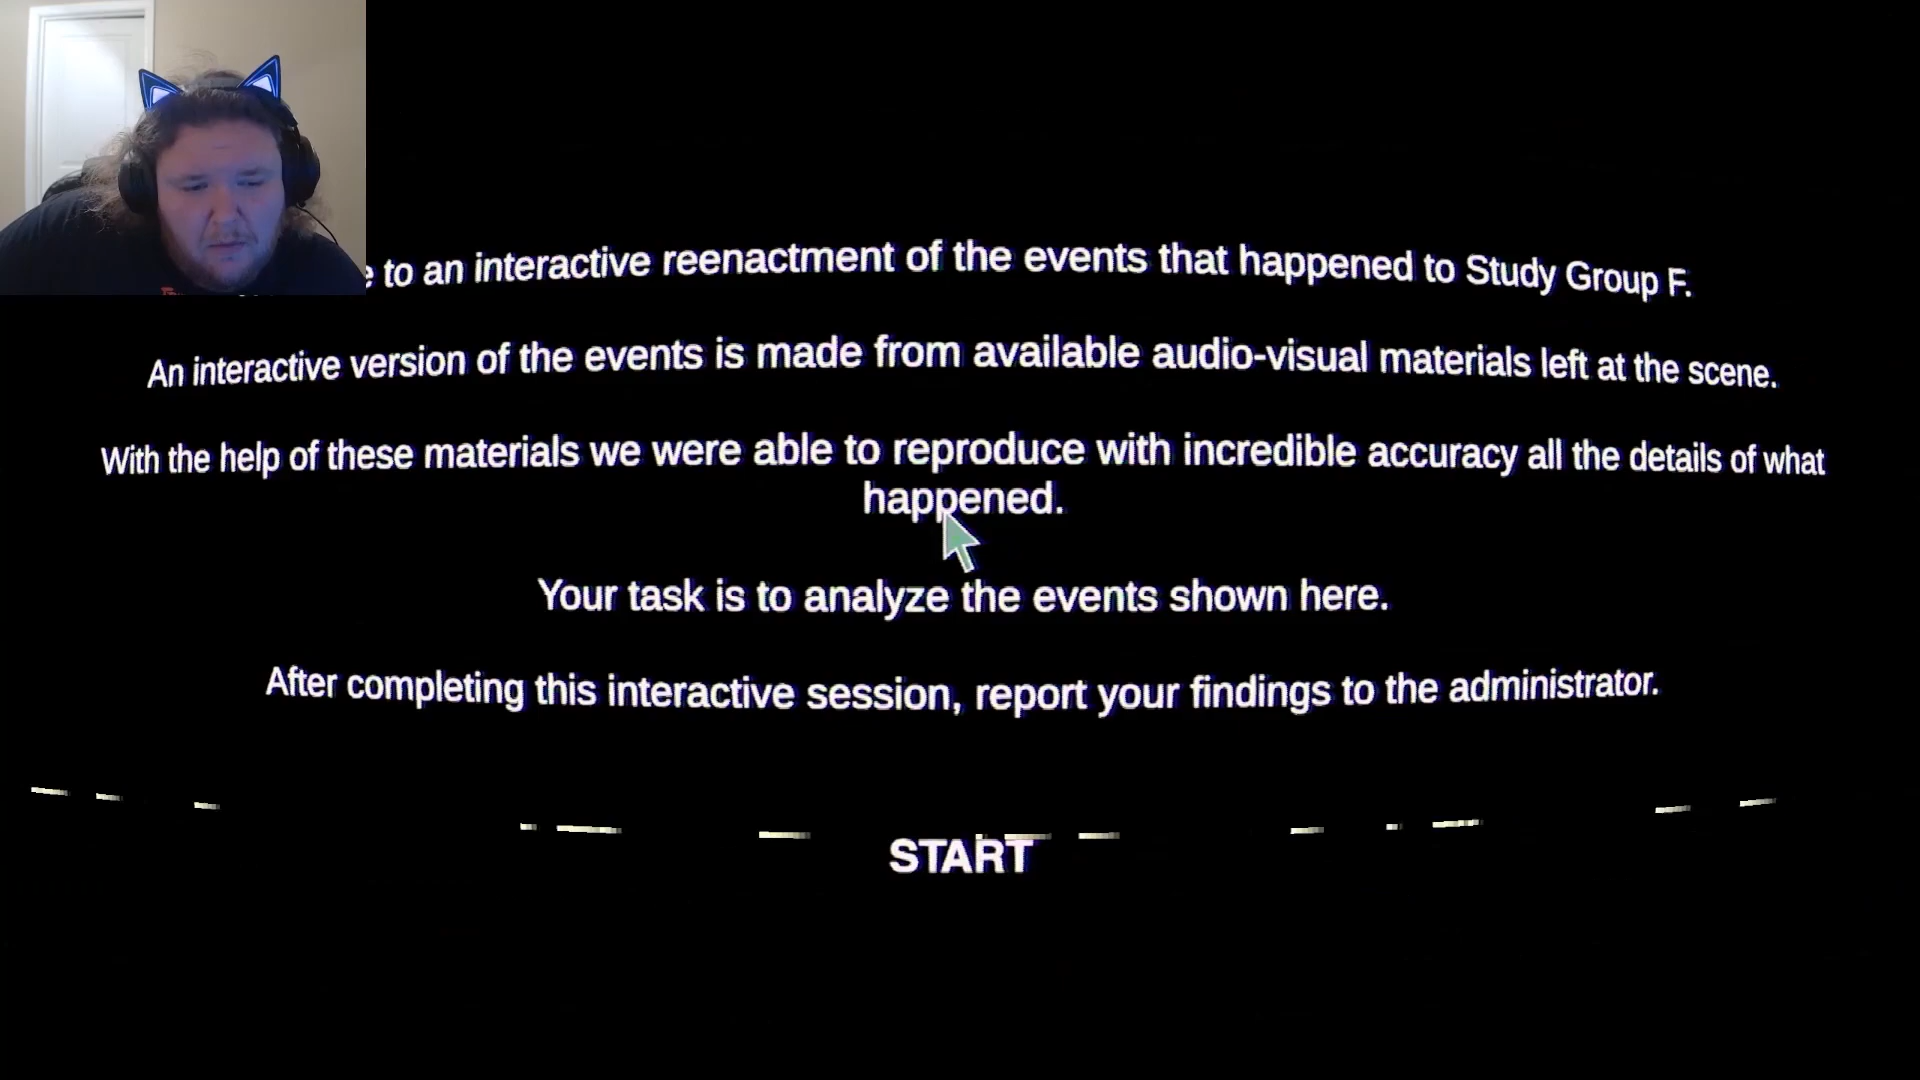 to an interactive reenactment of the events that happened to Study Group F.
An interactive version of the events is made from available audio-visual materials left at the scene.
With the help of these materials we were able to reproduce with incredible accuracy all the details of what
happened.
Your task is to analyze the events shown here.
After completing this interactive session, report your findings to the administrator.
START